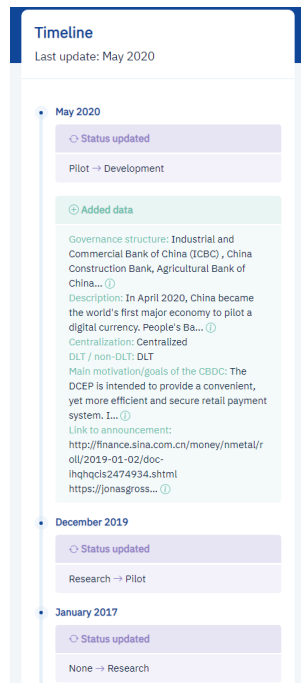 Timeline
Last update: May 2020
May 2020
Status updated
Pilot → Development
Added data
Governance structure: Industrial and
Commercial Bank of China (ICBC) , China
Construction Bank, Agricultural Bank of
China...
Description: In April 2020, China became
the world's first major economy to pilot a
digital currency. People's Ba...
Centralization: Centralized
DLT / non-DLT: DLT
Main motivation/goals of the CBDC: The
DCEP is intended to provide a convenient,
yet more efficient and secure retail payment
system. I...
Link to announcement:
http://finance.sina.com.cn/money/nmetal/r
oll/2019-01-02/doc-
ihqhqcis2474934.shtml
https://jonasgross...
December 2019
Status updated
Research → Pilot
January 2017
Status updated
None → Research